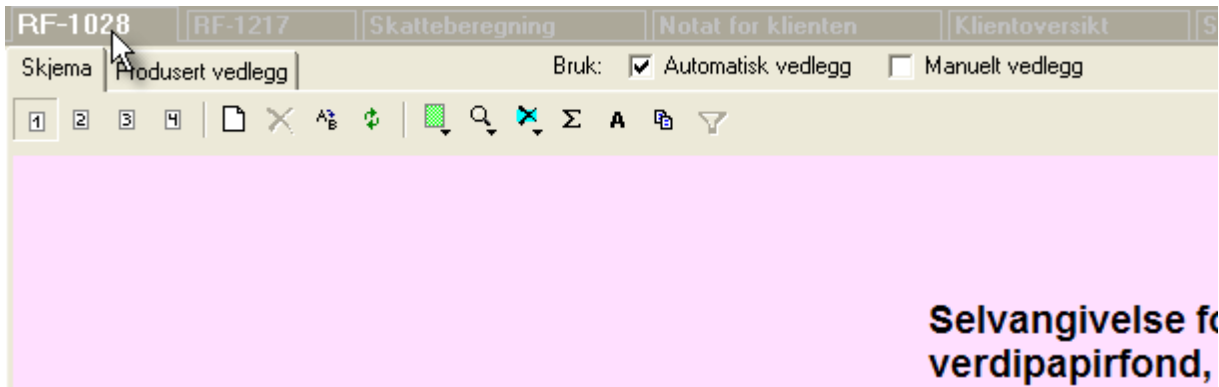 RF-1028 RF-1217 Skatteberegning Notat for klienten Klientoversikt S
Skjema Produsert vedlegg Bruk: Automatisk vedlegg Manuelt vedlegg
1 2 3 4 A B Σ A
Selvangivelse fo
verdipapirfond,